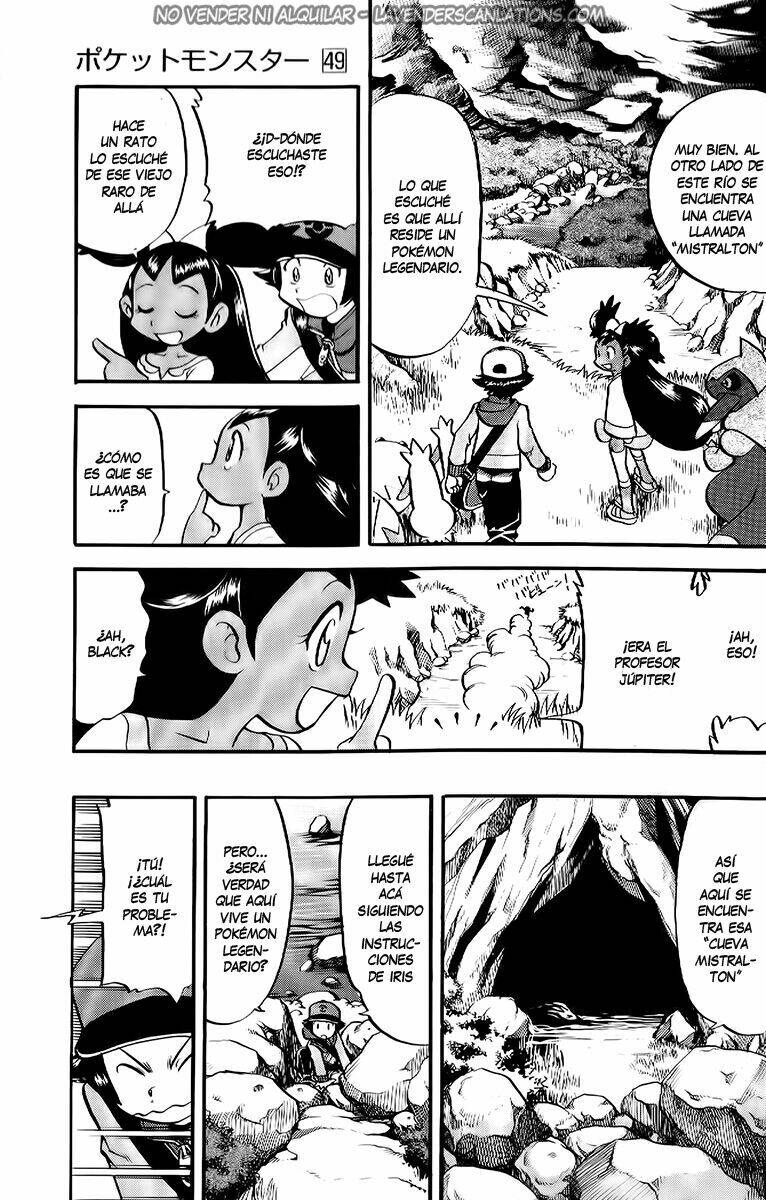 NO VENDER NI ALQUILAR - LAVENDERSCANLATIONS.COM
ポケットモンスター 49
MUY BIEN. AL
OTRO LADO DE
ESTE RÍO SE
ENCUENTRA
UNA CUEVA
LLAMADA
"MISTRALTON"
LO QUE
ESCUCHÉ
ES QUE ALLÍ
RESIDE UN
POKÉMON
LEGENDARIO.
¿¡D-DÓNDE
ESCUCHASTE
ESO!?
HACE
UN RATO
LO ESCUCHÉ
DE ESE VIEJO
RARO DE
ALLÁ
¿CÓMO
ES QUE SE
LLAMABA
...?
¡AH,
ESO!
¡ERA EL
PROFESOR
JÚPITER!
¿AH,
BLACK?
ASÍ
QUE
AQUÍ SE
ENCUEN-
TRA ESA
"CUEVA
MISTRAL-
TON"
LLEGUÉ
HASTA
ACÁ
SIGUIENDO
LAS
INSTRUC-
CIONES
DE IRIS
PERO...
¿SERÁ
VERDAD
QUE AQUÍ
VIVE UN
POKÉMON
LEGEN-
DARIO?
¡TÚ!
¡¿CUÁL
ES TU
PROBLE-
MA?!